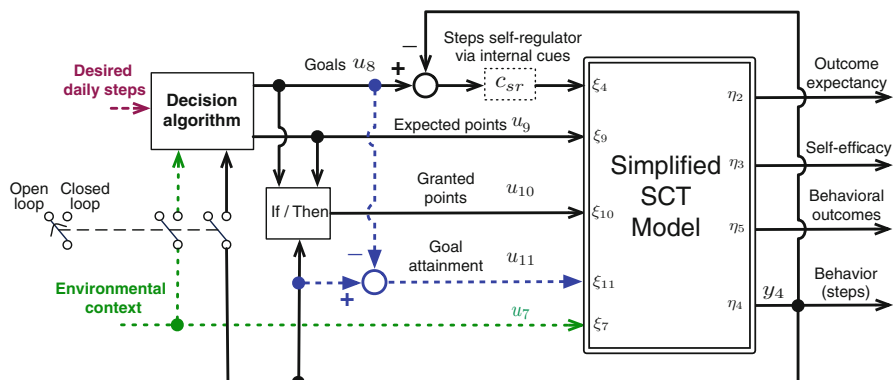 Desired
daily steps
Decision
algorithm
Goals u8
−
+
Steps self-regulator
via internal cues
csr
ξ4
Expected points u9
ξ9
Granted
points
u10
ξ10
If / Then
Goal
attainment
u11
−
+
ξ11
Open
loop
Closed
loop
Environmental
context
u7
ξ7
Simplified
SCT
Model
η2
Outcome
expectancy
η3
Self-efficacy
η5
Behavioral
outcomes
η4
y4
Behavior
(steps)